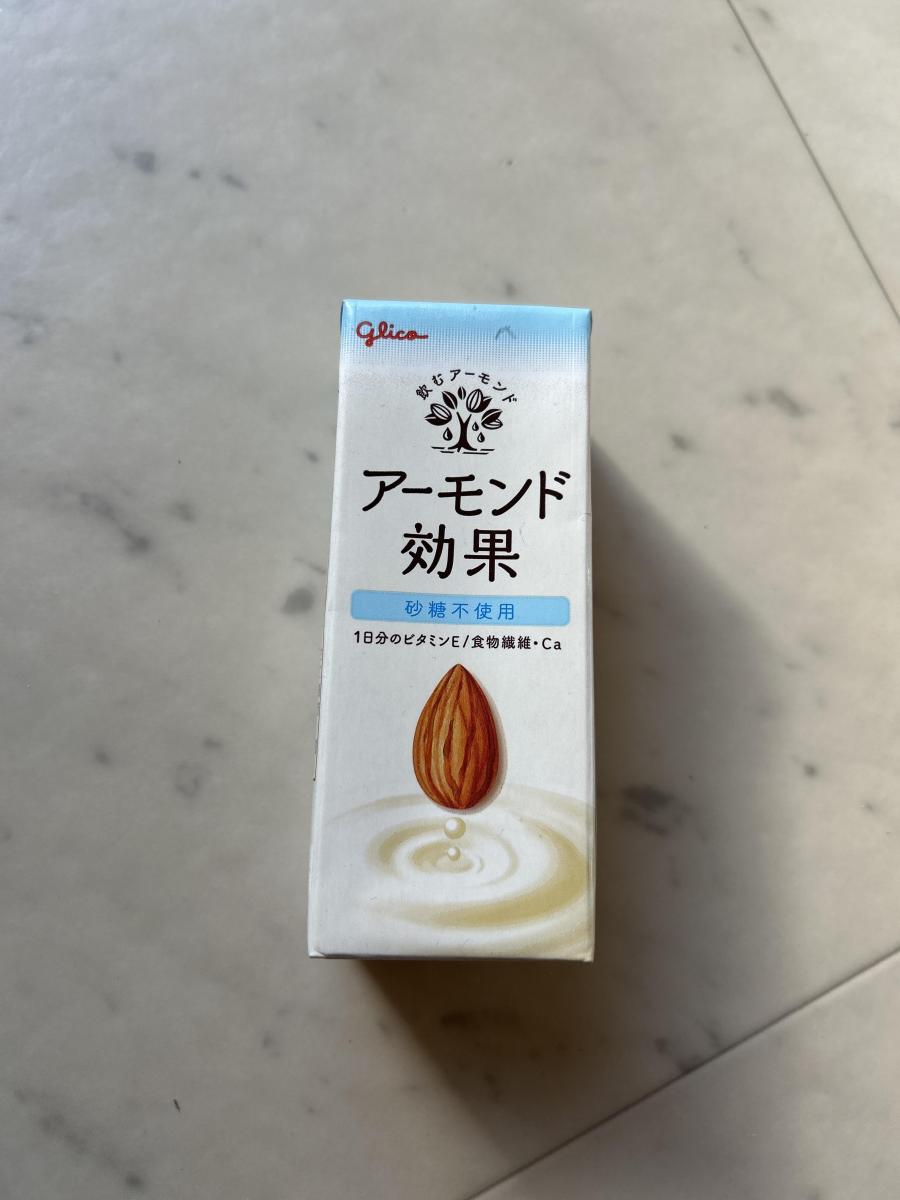 Glico
飲むアーモンド
アーモンド
効果
砂糖不使用
1日分のビタミンE/食物繊維・Ca